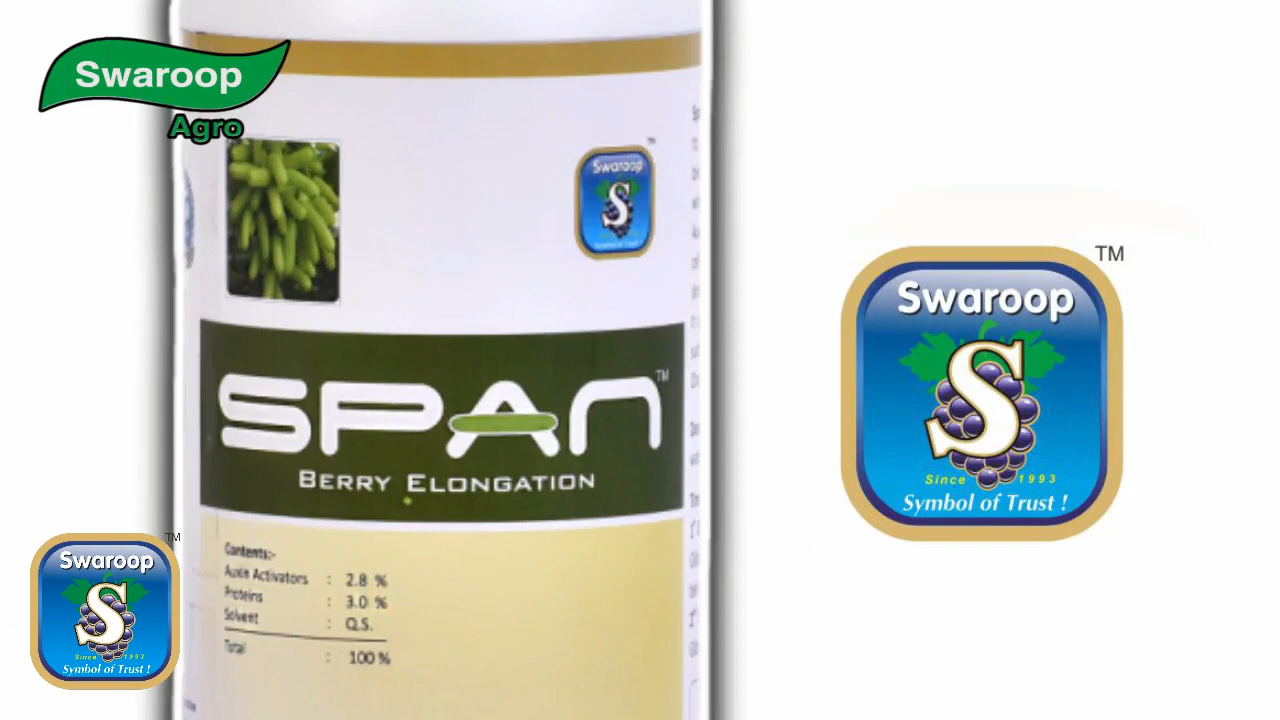 Swaroop
Agro
TM
Swaroop
S
SPAN TM
BERRY ELONGATION
Contents:-
Auxin Activators : 2.8 %
Proteins : 3.0 %
Solvent : Q.S.
Total : 100 %
TM
Swaroop
S
Since 1993
Symbol of Trust !
TM
Swaroop
S
Since 1993
Symbol of Trust !